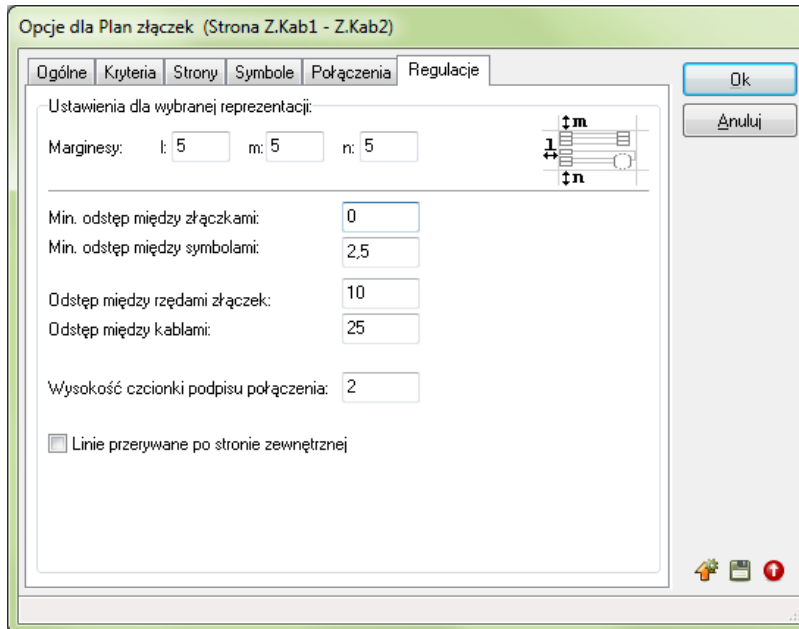 Opcje dla Plan złączek (Strona Z.Kab1 - Z.Kab2)
Ogólne Kryteria Strony Symbole Połączenia Regulacje
Ok
Anuluj
Ustawienia dla wybranej reprezentacji:
Marginesy: l: 5 m: 5 n: 5
m
l
n
Min. odstęp między złączkami: 0
Min. odstęp między symbolami: 2,5
Odstęp między rzędami złączek: 10
Odstęp między kablami: 25
Wysokość czcionki podpisu połączenia: 2
Linie przerywane po stronie zewnętrznej